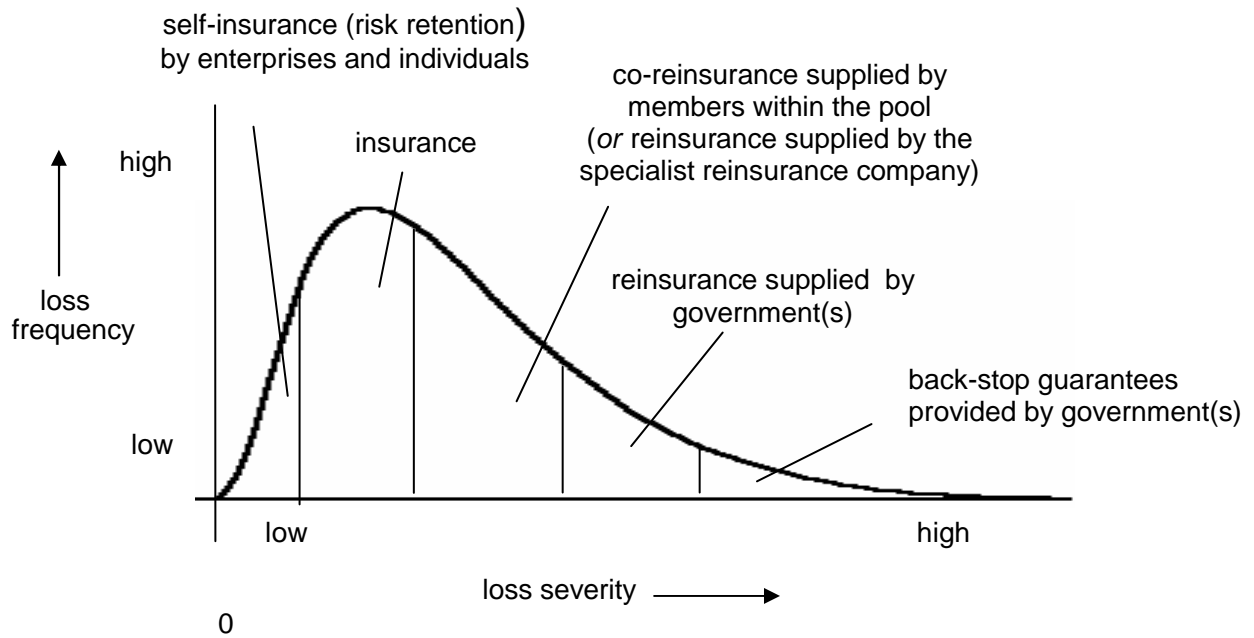 self-insurance (risk retention)
by enterprises and individuals
co-reinsurance supplied by
members within the pool
(or reinsurance supplied by the
specialist reinsurance company)
insurance
high
reinsurance supplied by
government(s)
loss
frequency
back-stop guarantees
provided by government(s)
low
low
high
loss severity
0